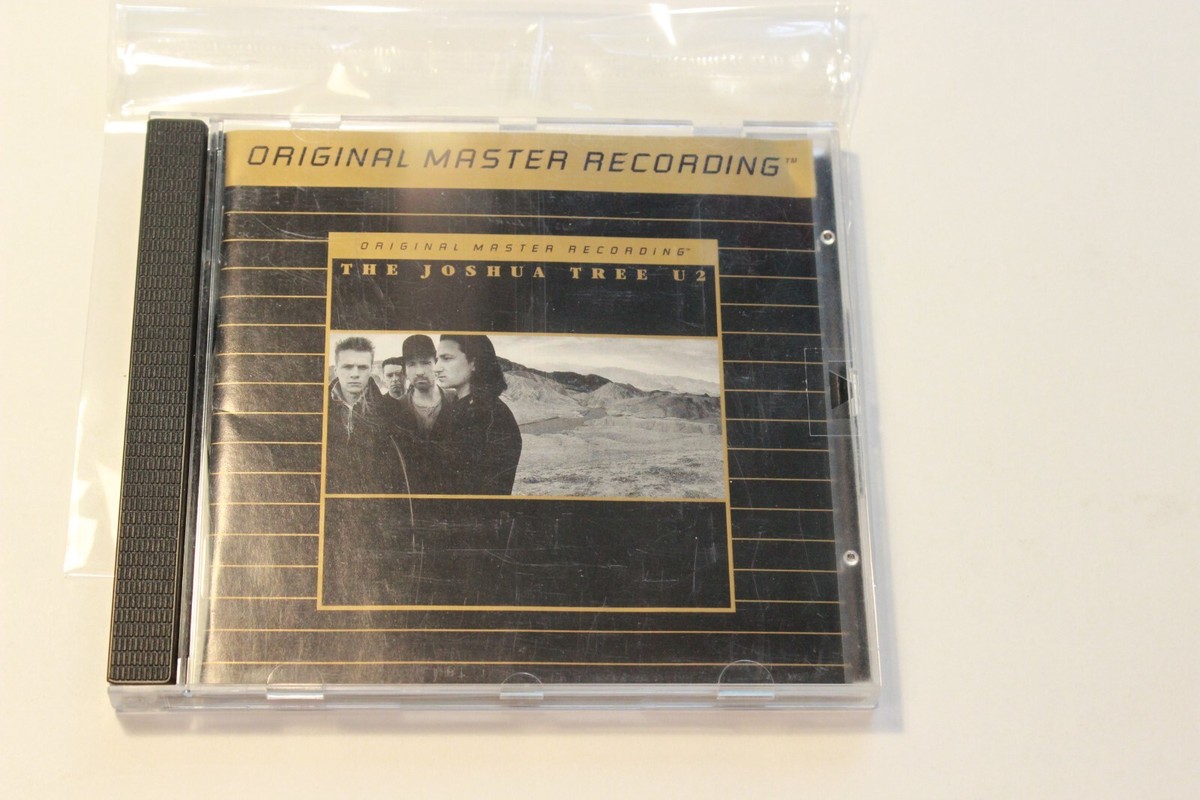 ORIGINAL MASTER RECORDING™
ORIGINAL MASTER RECORDING™
THE JOSHUA TREE U2